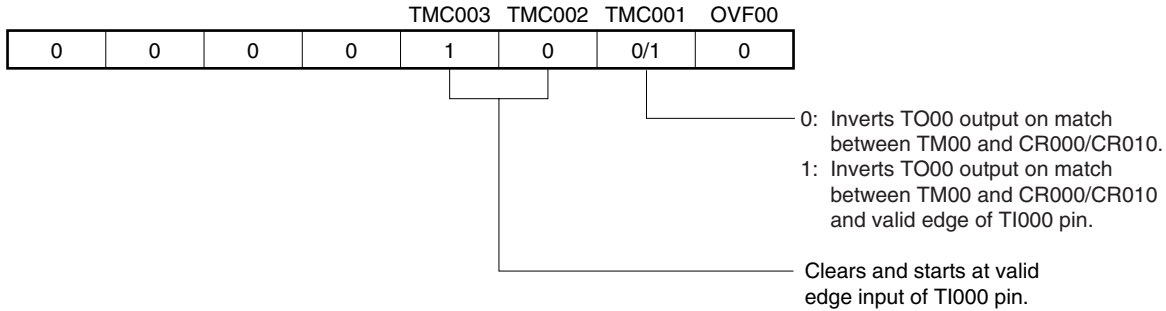 TMC003 TMC002 TMC001 OVF00
0 0 0 0 1 0 0/1 0
0: Inverts TO00 output on match
between TM00 and CR000/CR010.
1: Inverts TO00 output on match
between TM00 and CR000/CR010
and valid edge of TI000 pin.
Clears and starts at valid
edge input of TI000 pin.